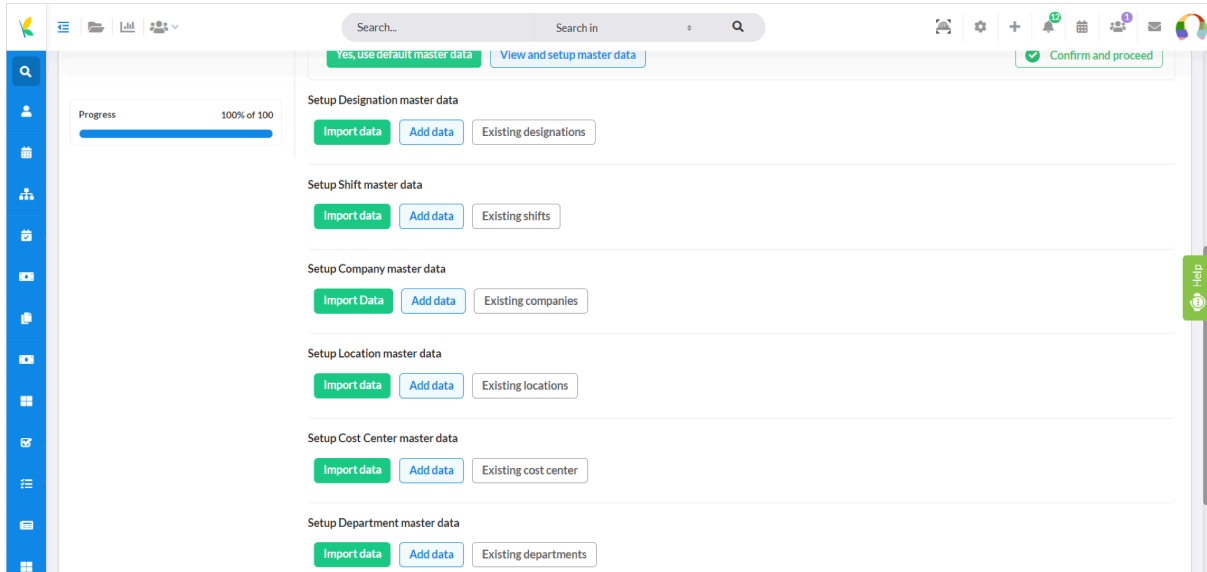 Search...
Search in
12
1
Yes, use default master data
View and setup master data
Confirm and proceed
Progress
100% of 100
Setup Designation master data
Import data
Add data
Existing designations
Setup Shift master data
Import data
Add data
Existing shifts
Setup Company master data
Import Data
Add data
Existing companies
Setup Location master data
Import data
Add data
Existing locations
Setup Cost Center master data
Import data
Add data
Existing cost center
Setup Department master data
Import data
Add data
Existing departments
Help